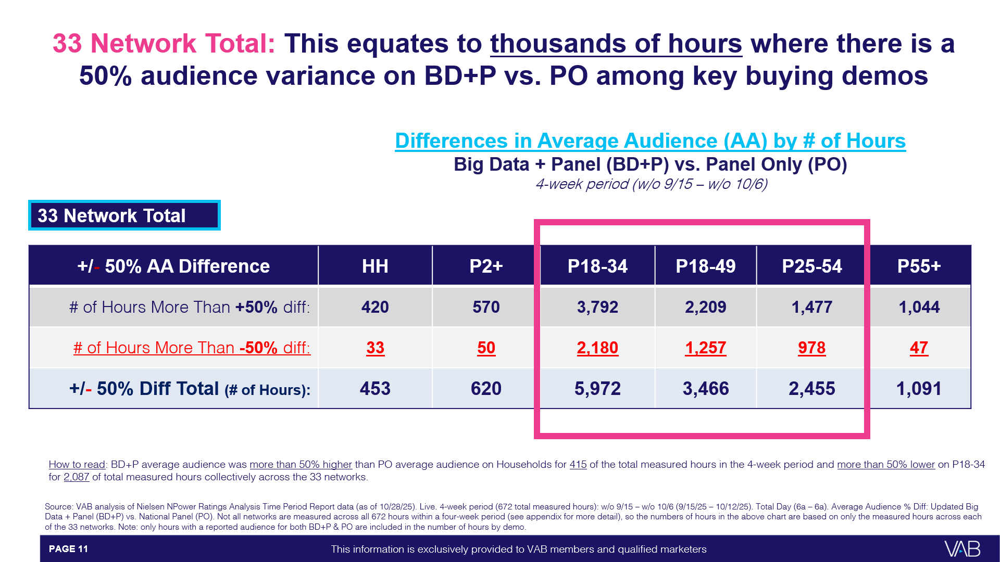 33 Network Total: This equates to thousands of hours where there is a
50% audience variance on BD+P vs. PO among key buying demos
Differences in Average Audience (AA) by # of Hours
Big Data + Panel (BD+P) vs. Panel Only (PO)
4-week period (w/o 9/15 – w/o 10/6)
33 Network Total
+/- 50% AA Difference HH P2+ P18-34 P18-49 P25-54 P55+
# of Hours More Than +50% diff: 420 570 3,792 2,209 1,477 1,044
# of Hours More Than -50% diff: 33 50 2,180 1,257 978 47
+/- 50% Diff Total (# of Hours): 453 620 5,972 3,466 2,455 1,091
How to read: BD+P average audience was more than 50% higher than PO average audience on Households for 415 of the total measured hours in the 4-week period and more than 50% lower on P18-34
for 2,087 of total measured hours collectively across the 33 networks.
Source: VAB analysis of Nielsen NPower Ratings Analysis Time Period Report data (as of 10/28/25). Live. 4-week period (672 total measured hours): w/o 9/15 – w/o 10/6 (9/15/25 – 10/12/25). Total Day (6a – 6a). Average Audience % Diff: Updated Big
Data + Panel (BD+P) vs. National Panel (PO). Not all networks are measured across all 672 hours within a four-week period (see appendix for more detail), so the numbers of hours in the above chart are based on only the measured hours across each
of the 33 networks. Note: only hours with a reported audience for both BD+P & PO are included in the number of hours by demo.
PAGE 11
This information is exclusively provided to VAB members and qualified marketers
VAB